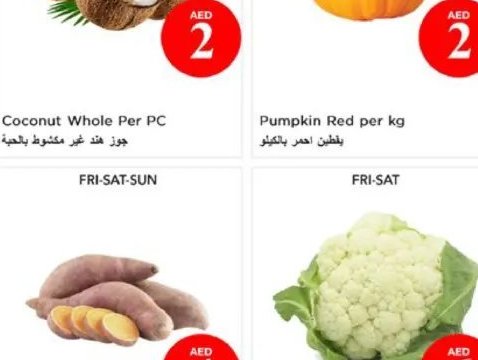 AED
2
AED
2
Coconut Whole Per PC
جوز هند غير مكشوط بالحبة
Pumpkin Red per kg
يقطين احمر بالكيلو
FRI-SAT-SUN
FRI-SAT
AED
AED